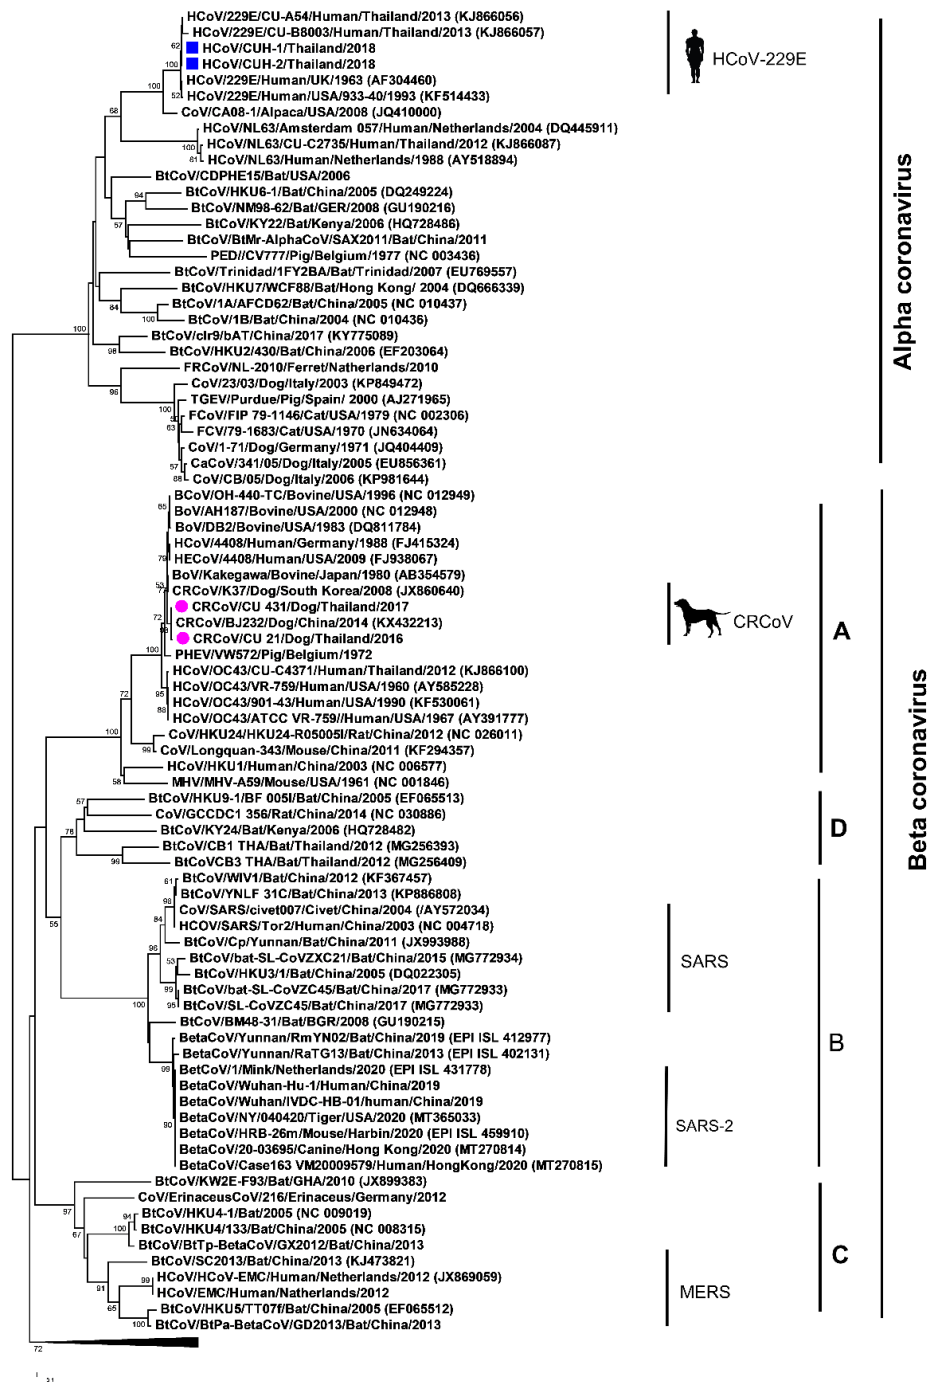 HCoV/229E/CU-A54/Human/Thailand/2013 (KJ866056)
HCoV/229E/CU-B8003/Human/Thailand/2013 (KJ866057)
62
HCoV/CUH-1/Thailand/2018
HCoV-229E
100
HCoV/CUH-2/Thailand/2018
HCoV/229E/Human/UK/1963 (AF304460)
100
52
HCoV/229E/Human/USA/933-40/1993 (KF514433)
68
CoV/CA08-1/Alpaca/USA/2008 (JQ410000)
HCoV/NL63/Amsterdam 057/Human/Netherlands/2004 (DQ445911)
100
HCoV/NL63/CU-C2735/Human/Thailand/2012 (KJ866087)
61
HCoV/NL63/Human/Netherlands/1988 (AY518894)
BtCoV/CDPHE15/Bat/USA/2006
94
BtCoV/HKU6-1/Bat/China/2005 (DQ249224)
BtCoV/NM98-62/Bat/GER/2008 (GU190216)
57
BtCoV/KY22/Bat/Kenya/2006 (HQ728486)
BtCoV/BtMr-AlphaCoV/SAX2011/Bat/China/2011
PED//CV777/Pig/Belgium/1977 (NC 003436)
Alpha coronavirus
BtCoV/Trinidad/1FY2BA/Bat/Trinidad/2007 (EU769557)
BtCoV/HKU7/WCF88/Bat/Hong Kong/ 2004 (DQ666339)
84
BtCoV/1A/AFCD62/Bat/China/2005 (NC 010437)
100
BtCoV/1B/Bat/China/2004 (NC 010436)
100
BtCoV/clr9/bAT/China/2017 (KY775089)
98
BtCoV/HKU2/430/Bat/China/2006 (EF203064)
FRCoV/NL-2010/Ferret/Natherlands/2010
96
CoV/23/03/Dog/Italy/2003 (KP849472)
100
TGEV/Purdue/Pig/Spain/ 2000 (AJ271965)
FCoV/FIP 79-1146/Cat/USA/1979 (NC 002306)
63
FCV/79-1683/Cat/USA/1970 (JN634064)
CoV/1-71/Dog/Germany/1971 (JQ404409)
57
CaCoV/341/05/Dog/Italy/2005 (EU856361)
88
CoV/CB/05/Dog/Italy/2006 (KP981644)
BCoV/OH-440-TC/Bovine/USA/1996 (NC 012949)
65
BoV/AH187/Bovine/USA/2000 (NC 012948)
BoV/DB2/Bovine/USA/1983 (DQ811784)
HCoV/4408/Human/Germany/1988 (FJ415324)
79
HECoV/4408/Human/USA/2009 (FJ938067)
BoV/Kakegawa/Bovine/Japan/1980 (AB354579)
53
CRCoV/K37/Dog/South Korea/2008 (JX860640)
CRCoV/CU 431/Dog/Thailand/2017
72
CRCoV/BJ232/Dog/China/2014 (KX432213)
CRCoV
A
CRCoV/CU 21/Dog/Thailand/2016
100
PHEV/VW572/Pig/Belgium/1972
HCoV/OC43/CU-C4371/Human/Thailand/2012 (KJ866100)
HCoV/OC43/VR-759/Human/USA/1960 (AY585228)
95
72
HCoV/OC43/901-43/Human/USA/1990 (KF530061)
88
HCoV/OC43/ATCC VR-759//Human/USA/1967 (AY391777)
100
CoV/HKU24/HKU24-R05005I/Rat/China/2012 (NC 026011)
99
CoV/Longquan-343/Mouse/China/2011 (KF294357)
HCoV/HKU1/Human/China/2003 (NC 006577)
58
MHV/MHV-A59/Mouse/USA/1961 (NC 001846)
Beta coronavirus
57
BtCoV/HKU9-1/BF 005I/Bat/China/2005 (EF065513)
CoV/GCCDC1 356/Rat/China/2014 (NC 030886)
78
BtCoV/KY24/Bat/Kenya/2006 (HQ728482)
D
BtCoV/CB1 THA/Bat/Thailand/2012 (MG256393)
99
BtCoVCB3 THA/Bat/Thailand/2012 (MG256409)
61
BtCoV/WIV1/Bat/China/2012 (KF367457)
BtCoV/YNLF 31C/Bat/China/2013 (KP886808)
98
CoV/SARS/civet007/Civet/China/2004 (/AY572034)
55
84
HCOV/SARS/Tor2/Human/China/2003 (NC 004718)
BtCoV/Cp/Yunnan/Bat/China/2011 (JX993988)
96
53
BtCoV/bat-SL-CoVZXC21/Bat/China/2015 (MG772934)
SARS
BtCoV/HKU3/1/Bat/China/2005 (DQ022305)
99
BtCoV/bat-SL-CoVZC45/Bat/China/2017 (MG772933)
100
95
BtCoV/SL-CoVZC45/Bat/China/2017 (MG772933)
BtCoV/BM48-31/Bat/BGR/2008 (GU190215)
BetaCoV/Yunnan/RmYN02/Bat/China/2019 (EPI ISL 412977)
B
BetaCoV/Yunnan/RaTG13/Bat/China/2013 (EPI ISL 402131)
99
BetCoV/1/Mink/Netherlands/2020 (EPI ISL 431778)
BetaCoV/Wuhan-Hu-1/Human/China/2019
BetaCoV/Wuhan/IVDC-HB-01/human/China/2019
BetaCoV/NY/040420/Tiger/USA/2020 (MT365033)
90
SARS-2
BetaCoV/HRB-26m/Mouse/Harbin/2020 (EPI ISL 459910)
BetaCoV/20-03695/Canine/Hong Kong/2020 (MT270814)
BetaCoV/Case163 VM20009579/Human/HongKong/2020 (MT270815)
BtCoV/KW2E-F93/Bat/GHA/2010 (JX899383)
CoV/ErinaceusCoV/216/Erinaceus/Germany/2012
97
94
BtCoV/HKU4-1/Bat/2005 (NC 009019)
100
BtCoV/HKU4/133/Bat/China/2005 (NC 008315)
67
BtCoV/BtTp-BetaCoV/GX2012/Bat/China/2013
C
BtCoV/SC2013/Bat/China/2013 (KJ473821)
99
HCoV/HCoV-EMC/Human/Netherlands/2012 (JX869059)
91
HCoV/EMC/Human/Natherlands/2012
MERS
65
BtCoV/HKU5/TT07f/Bat/China/2005 (EF065512)
100
BtCoV/BtPa-BetaCoV/GD2013/Bat/China/2013
72